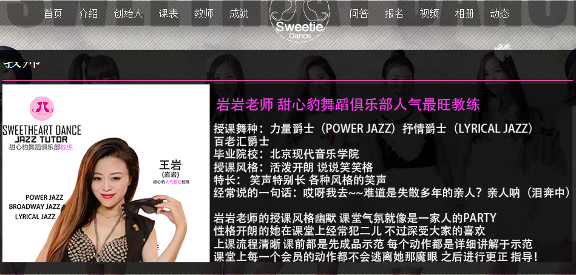 首页 介绍 创始人 课表 教师 成就
Sweetie
Dance
问答 报名 视频 相册 动态
岩岩老师 甜心豹舞蹈俱乐部人气最旺教练
授课舞种：力量爵士（POWER JAZZ）抒情爵士（LYRICAL JAZZ）
百老汇爵士
毕业院校：北京现代音乐学院
授课风格：活泼开朗 说说笑笑格
特长： 笑声特别长 各种风格的笑声
经常说的一句话：哎呀我去~~难道是失散多年的亲人？亲人呐（泪奔中）
岩岩老师的授课风格幽默 课堂气氛就像是一家人的PARTY
性格开朗的她在课堂上经常犯二儿 不过深受大家的喜欢
上课流程清晰 课前都是先成品示范 每个动作都是详细讲解于示范
课堂上每一个会员的动作都不会逃离她那魔眼 之后进行更正 指导！
SWEETHEART DANCE
JAZZ TUTOR
甜心豹舞蹈俱乐部教练
王岩
(岩岩)
甜心豹人气最旺教练
POWER JAZZ
BROADWAY JAZZ
LYRICAL JAZZ